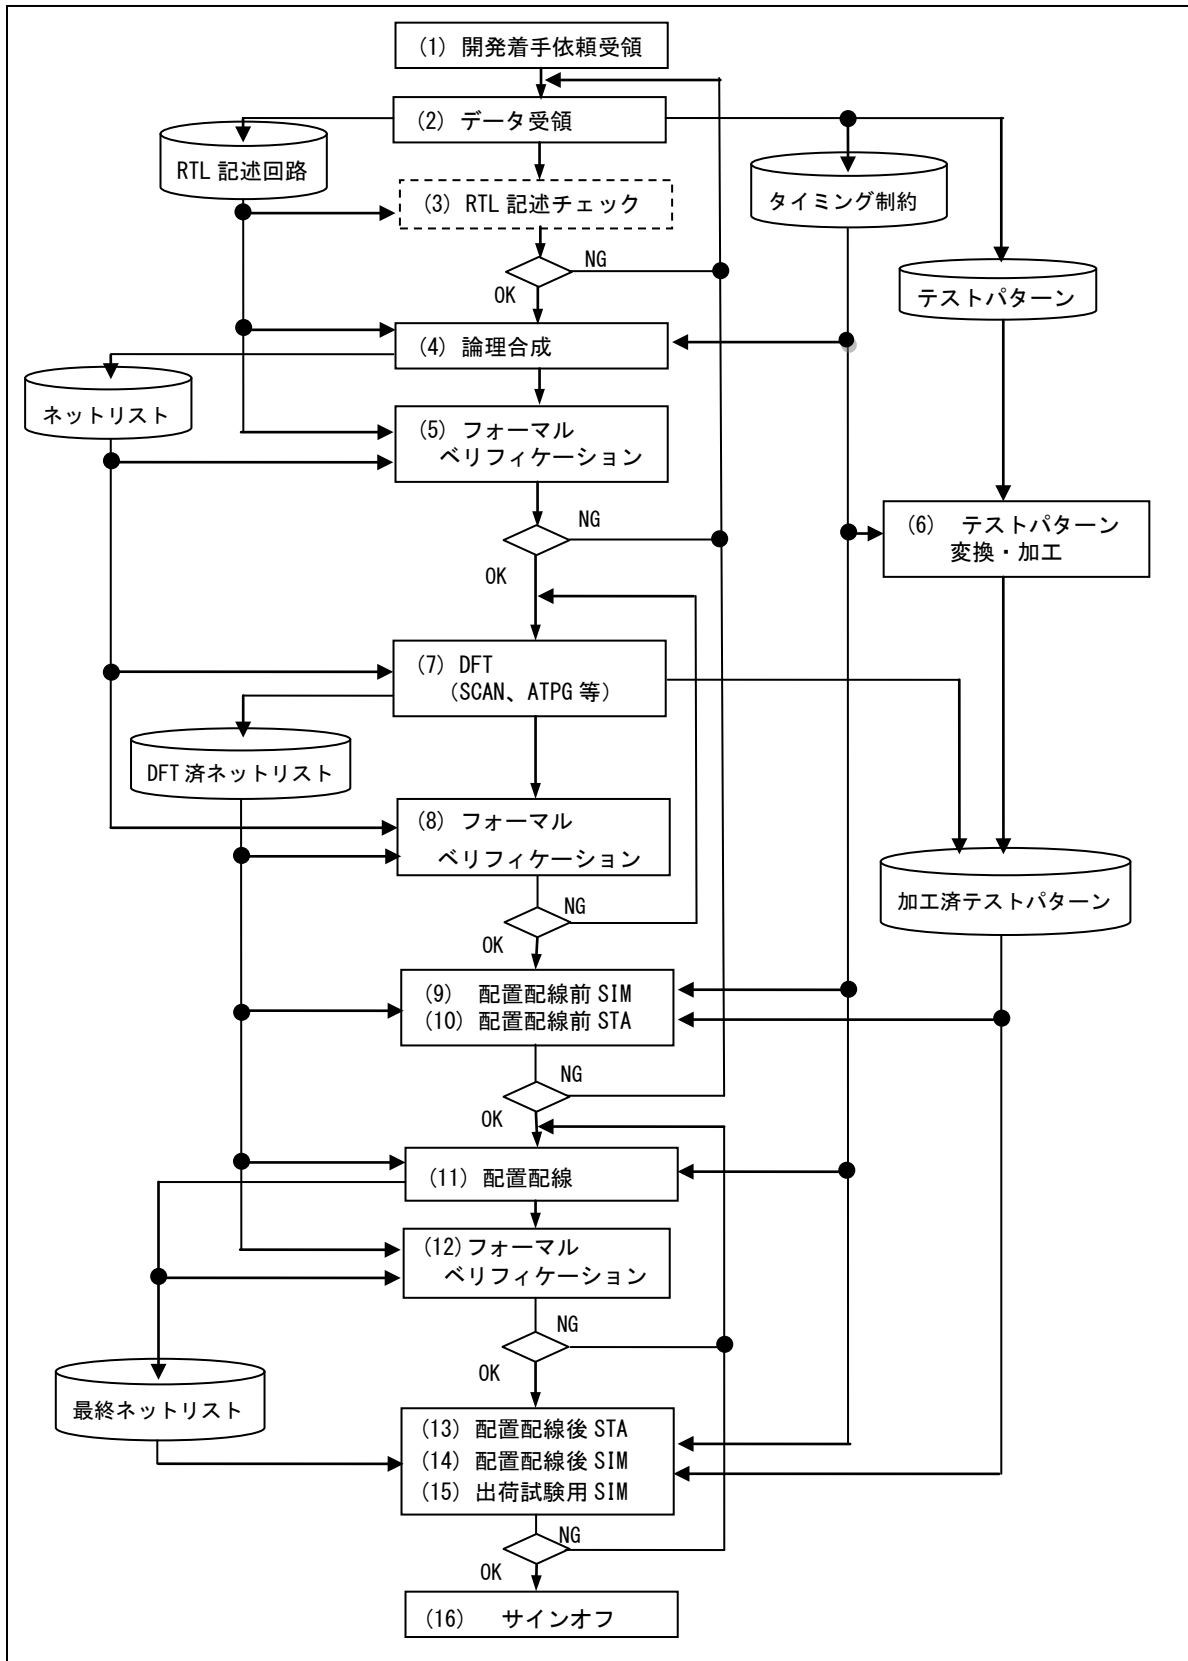 (1) 開発着手依頼受領
(2) データ受領
RTL 記述回路
タイミング制約
(3) RTL 記述チェック
NG
OK
テストパターン
(4) 論理合成
ネットリスト
(5) フォーマル
ベリフィケーション
NG
OK
(6) テストパターン
変換・加工
(7) DFT
(SCAN、ATPG 等)
DFT 済ネットリスト
(8) フォーマル
ベリフィケーション
NG
OK
加工済テストパターン
(9) 配置配線前 SIM
(10) 配置配線前 STA
NG
OK
(11) 配置配線
(12) フォーマル
ベリフィケーション
NG
OK
最終ネットリスト
(13) 配置配線後 STA
(14) 配置配線後 SIM
(15) 出荷試験用 SIM
NG
OK
(16) サインオフ